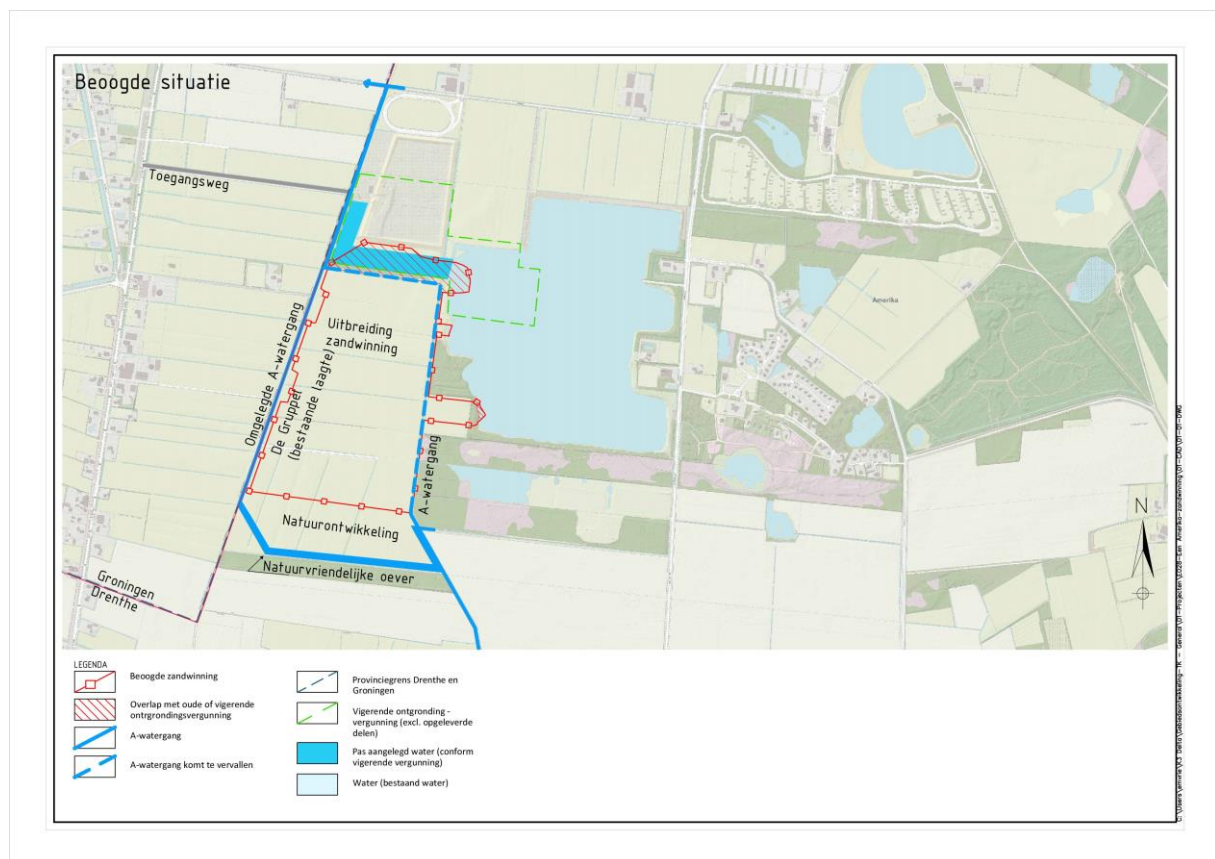 Beoogde situatie
Toegangsweg
Amerika
Uitbreiding
zandwinning
Omgelegde A-watergang
De Gruppel
(bestaande laagte)
A-watergang
N
Natuurontwikkeling
Natuurvriendelijke oever
Groningen
Drenthe
LEGENDA
Beoogde zandwinning
Overlap met oude of vigerende
ontrgrondingsvergunning
A-watergang
A-watergang komt te vervallen
Provinciegrens Drenthe en
Groningen
Vigerende ontgronding -
vergunning (excl. opgeleverde
delen)
Pas aangelegd water (conform
vigerende vergunning)
Water (bestaand water)